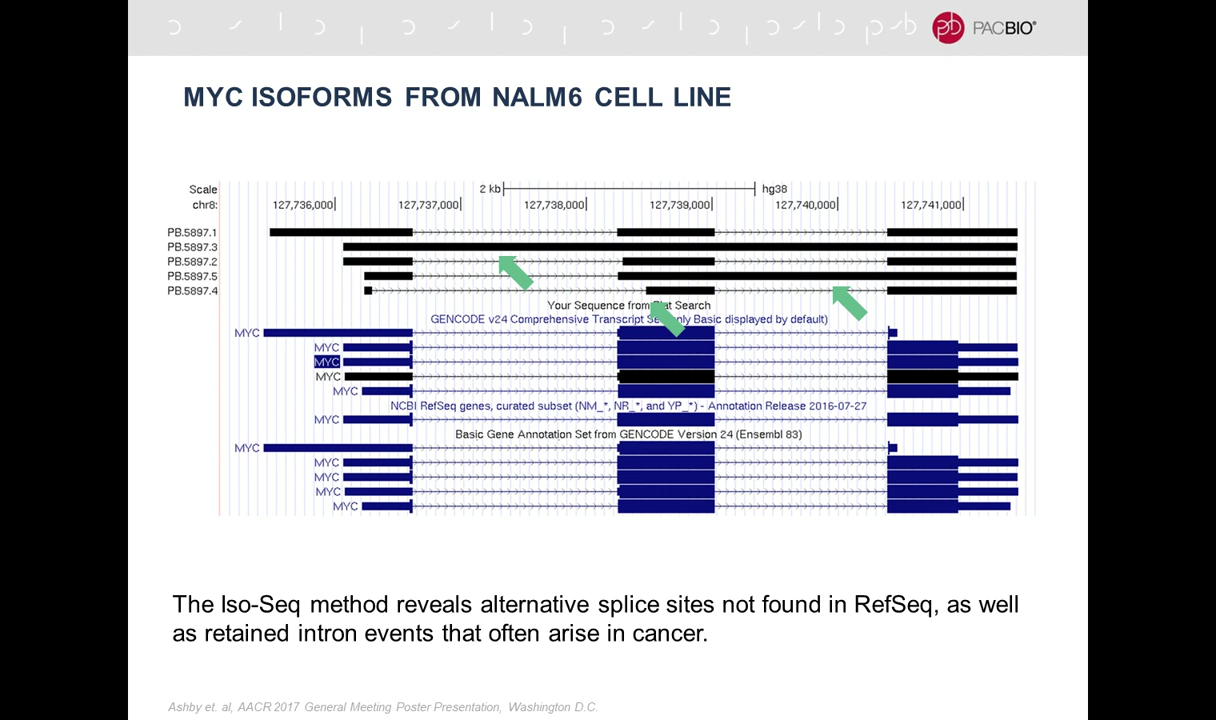 PACBIO®
MYC ISOFORMS FROM NALM6 CELL LINE
Scale 2 kb hg38
chr8: 127,736,000 127,737,000 127,738,000 127,739,000 127,740,000 127,741,000
PB.5897.1
PB.5897.3
PB.5897.2
PB.5897.5
PB.5897.4
Your Sequence from Blat Search
GENCODE v24 Comprehensive Transcript Set (only Basic displayed by default)
MYC
MYC
MYC
MYC
MYC
NCBI RefSeq genes, curated subset (NM_*, NR_*, and YP_*) - Annotation Release 2016-07-27
MYC
Basic Gene Annotation Set from GENCODE Version 24 (Ensembl 83)
MYC
MYC
MYC
MYC
MYC
The Iso-Seq method reveals alternative splice sites not found in RefSeq, as well
as retained intron events that often arise in cancer.
Ashby et. al, AACR 2017 General Meeting Poster Presentation, Washington D.C.